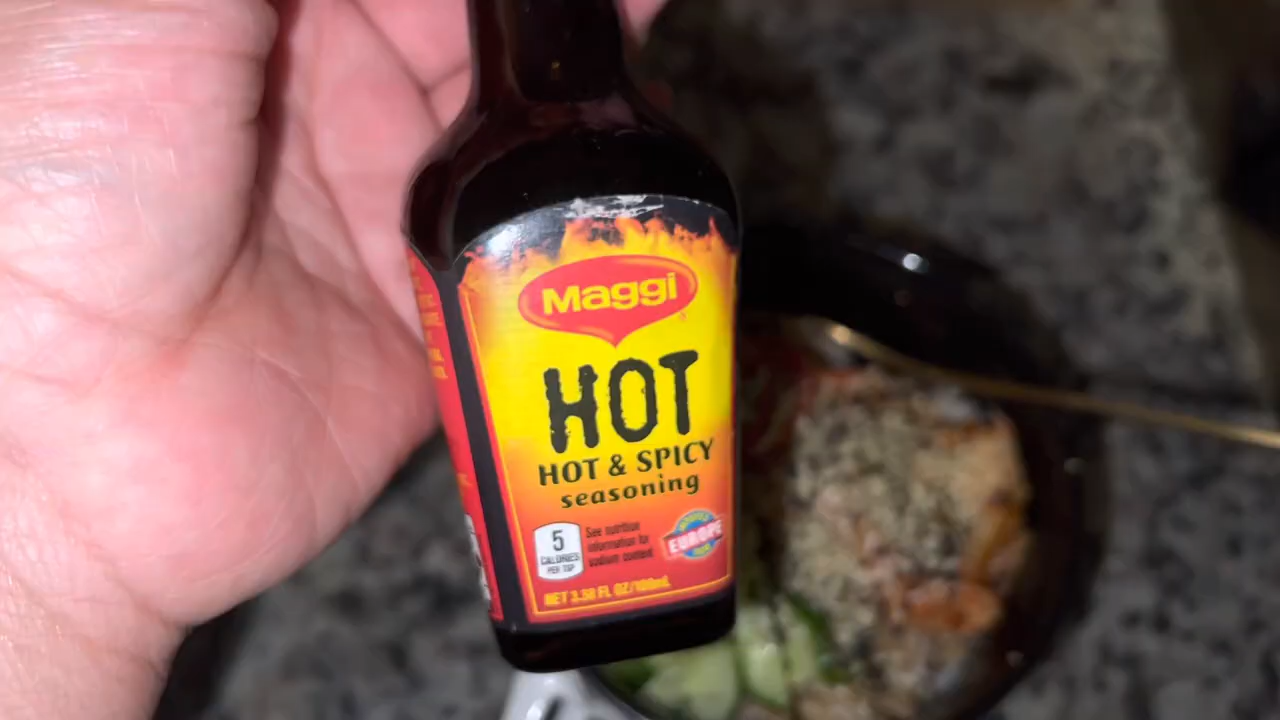 Maggi
HOT
HOT & SPICY
seasoning
5
CALORIES
PER TSP
See nutrition
information for
sodium content
EUROPE
NET 3.38 FL OZ/100mL